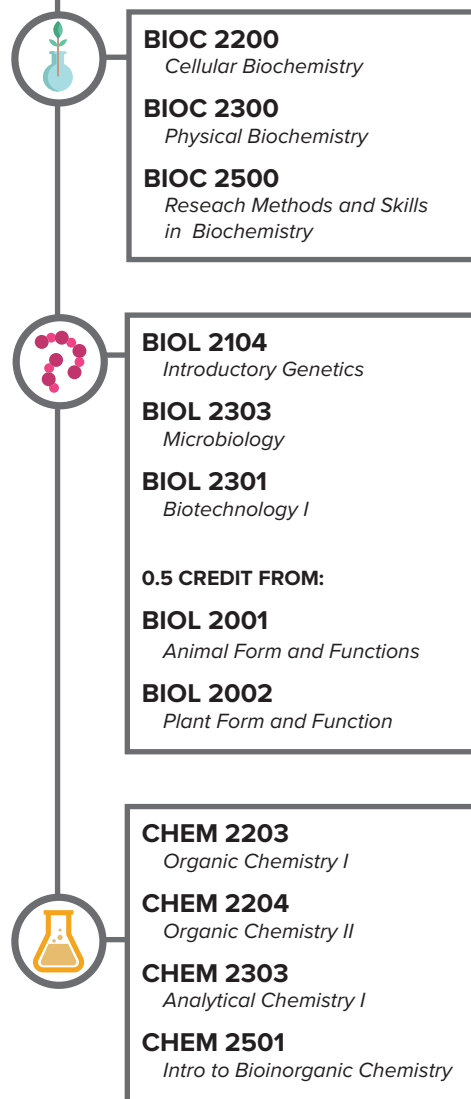 BIOC 2200
Cellular Biochemistry
BIOC 2300
Physical Biochemistry
BIOC 2500
Reseach Methods and Skills
in Biochemistry
BIOL 2104
Introductory Genetics
BIOL 2303
Microbiology
BIOL 2301
Biotechnology I
0.5 CREDIT FROM:
BIOL 2001
Animal Form and Functions
BIOL 2002
Plant Form and Function
CHEM 2203
Organic Chemistry I
CHEM 2204
Organic Chemistry II
CHEM 2303
Analytical Chemistry I
CHEM 2501
Intro to Bioinorganic Chemistry